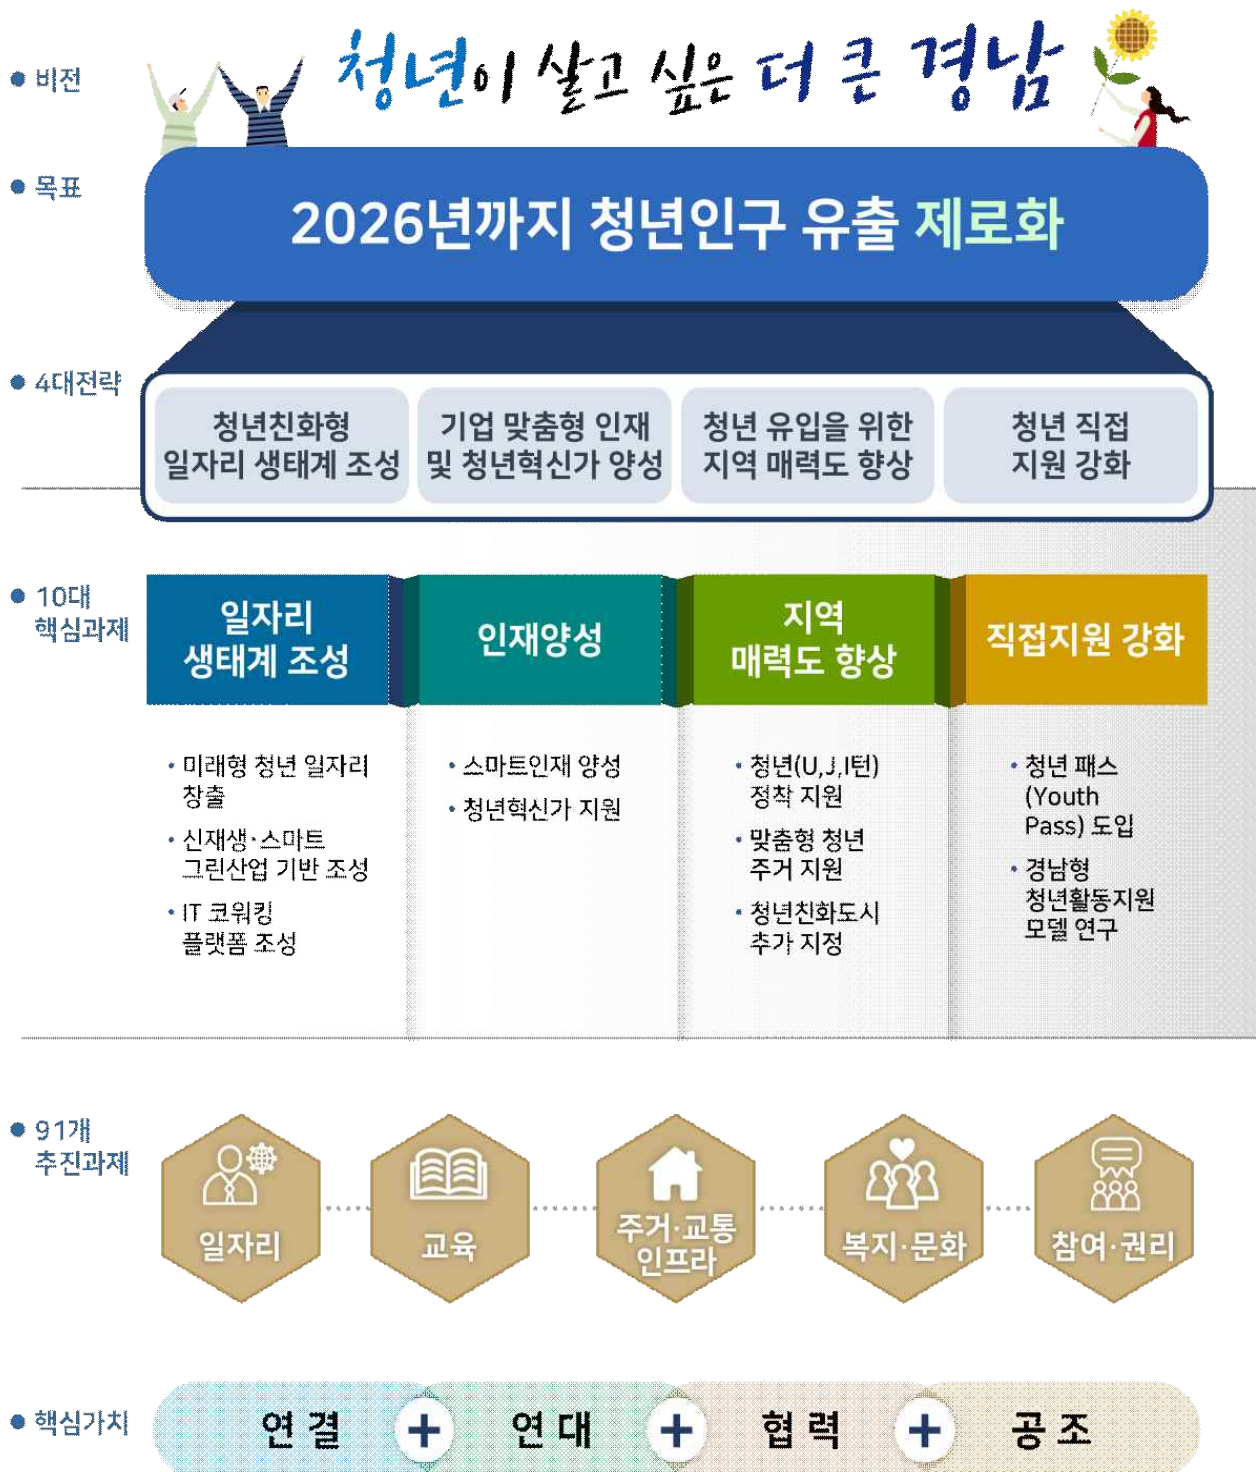 비전
청년이 살고 싶은 더 큰 경남
목표
2026년까지 청년인구 유출 제로화
4대전략
청년친화형
일자리 생태계 조성
기업 맞춤형 인재
및 청년혁신가 양성
청년 유입을 위한
지역 매력도 향상
청년 직접
지원 강화
10대
핵심과제
일자리
생태계 조성
• 미래형 청년 일자리
창출
• 신재생·스마트
그린산업 기반 조성
• IT 코워킹
플랫폼 조성
인재양성
• 스마트인재 양성
• 청년혁신가 지원
지역
매력도 향상
• 청년(U,J,I턴)
정착 지원
• 맞춤형 청년
주거 지원
• 청년친화도시
추가 지정
직접지원 강화
• 청년 패스
(Youth
Pass) 도입
• 경남형
청년활동지원
모델 연구
91개
추진과제
일자리
교육
주거·교통
인프라
복지·문화
참여·권리
핵심가치
연결 + 연대 + 협력 + 공조